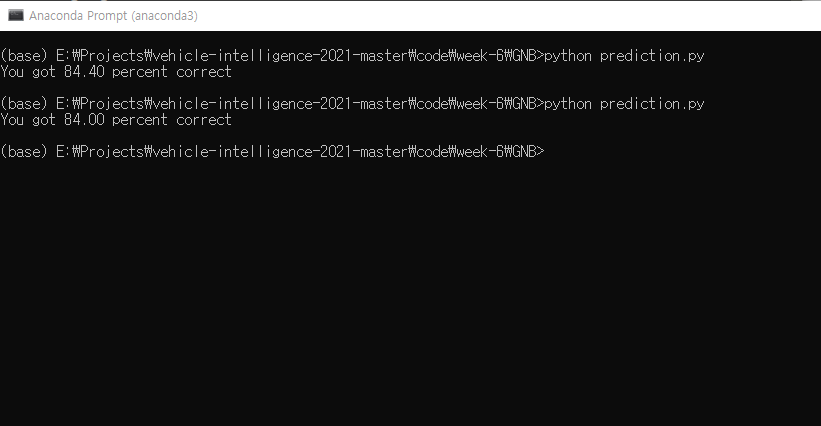 Anaconda Prompt (anaconda3)
(base) E:₩Projects₩vehicle-intelligence-2021-master₩code₩week-6₩GNB>python prediction.py
You got 84.40 percent correct
(base) E:₩Projects₩vehicle-intelligence-2021-master₩code₩week-6₩GNB>python prediction.py
You got 84.00 percent correct
(base) E:₩Projects₩vehicle-intelligence-2021-master₩code₩week-6₩GNB>